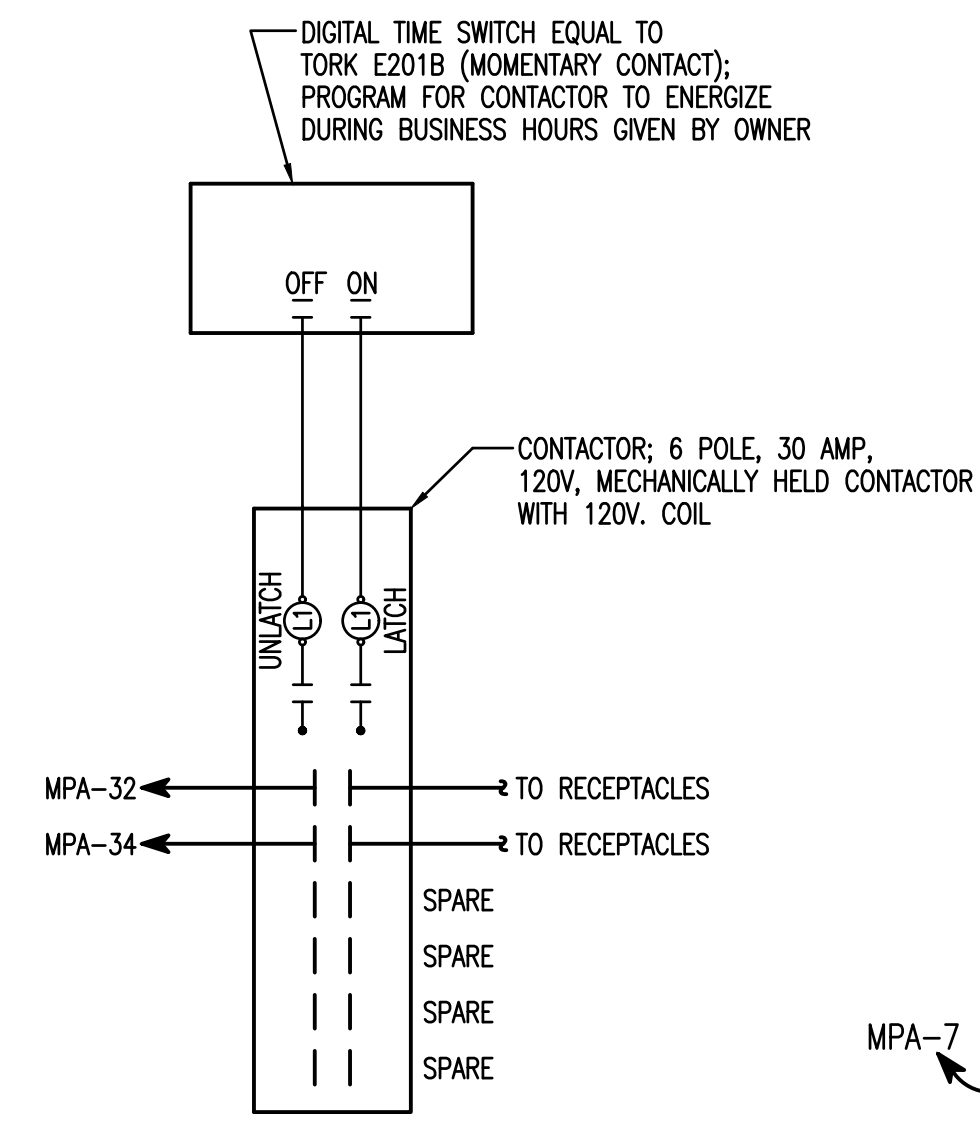 DIGITAL TIME SWITCH EQUAL TO
TORK E201B (MOMENTARY CONTACT);
PROGRAM FOR CONTACTOR TO ENERGIZE
DURING BUSINESS HOURS GIVEN BY OWNER
OFF ON
CONTACTOR; 6 POLE, 30 AMP,
120V, MECHANICALLY HELD CONTACTOR
WITH 120V. COIL
UNLATCH
L1
L1
LATCH
MPA-32
TO RECEPTACLES
MPA-34
TO RECEPTACLES
SPARE
SPARE
SPARE
SPARE
MPA-7